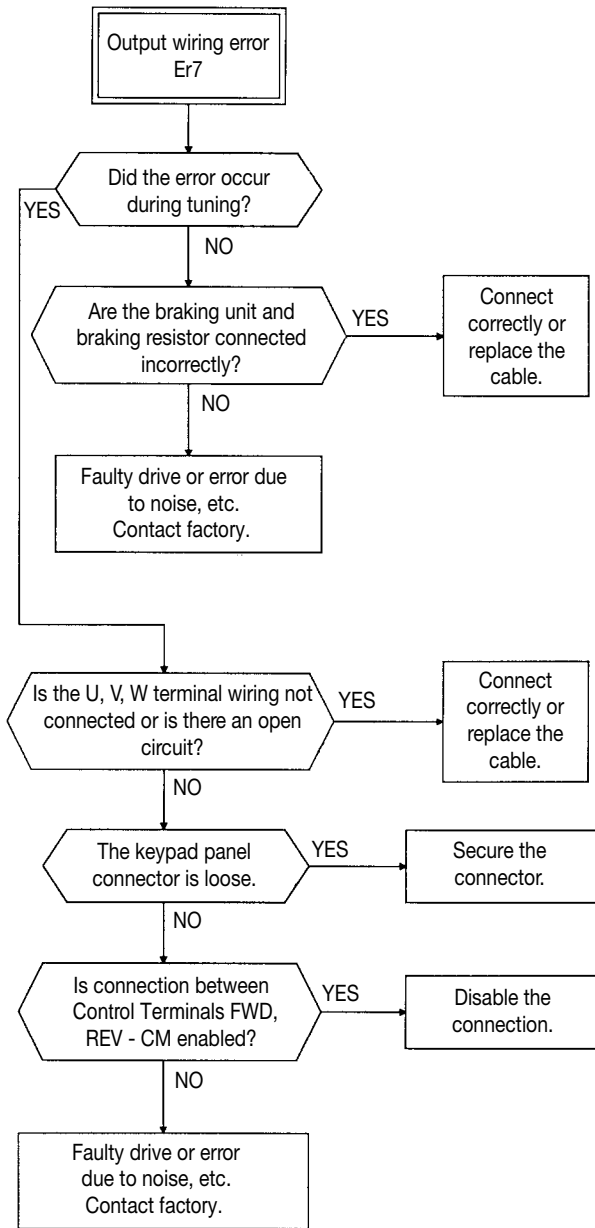 Output wiring error
Er7
Did the error occur
during tuning?
YES
NO
Are the braking unit and
braking resistor connected
incorrectly?
YES
Connect
correctly or
replace the
cable.
NO
Faulty drive or error due
to noise, etc.
Contact factory.
Is the U, V, W terminal wiring not
connected or is there an open
circuit?
YES
Connect
correctly or
replace the
cable.
NO
The keypad panel
connector is loose.
YES
Secure the
connector.
NO
Is connection between
Control Terminals FWD,
REV - CM enabled?
YES
Disable the
connection.
NO
Faulty drive or error
due to noise, etc.
Contact factory.